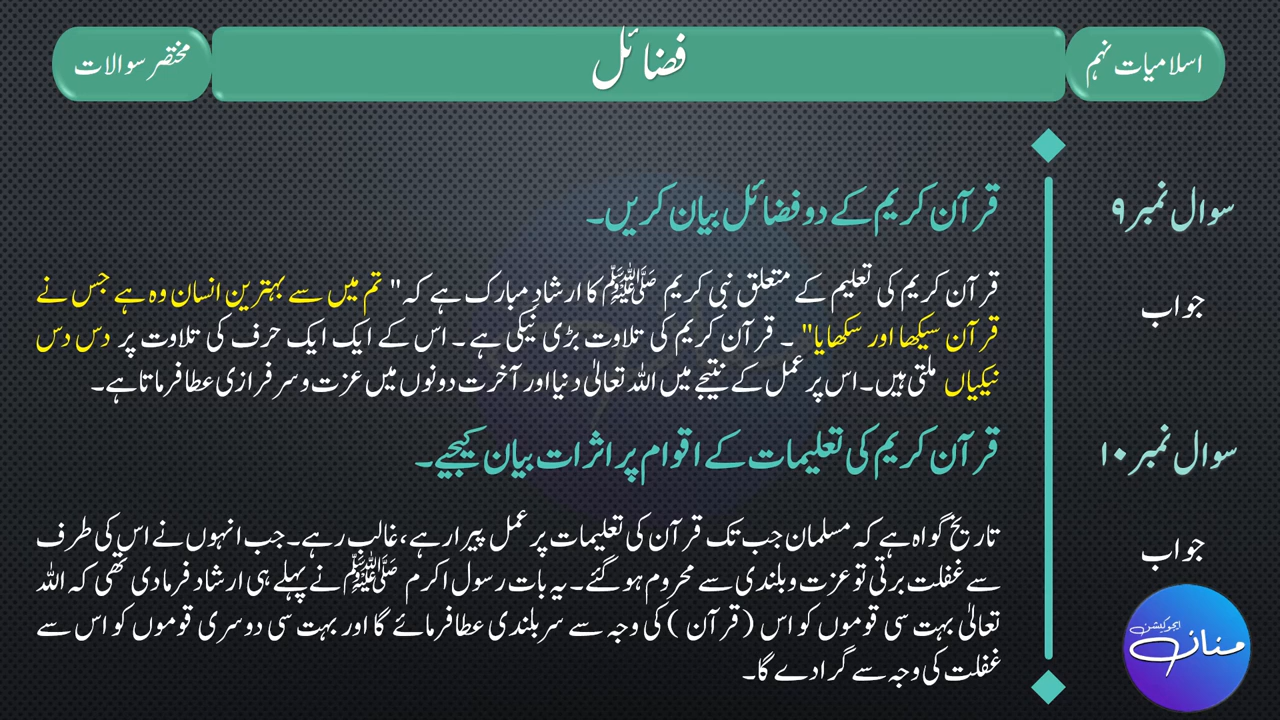 اسلامیات نہم
فضائل
مختصر سوالات
سوال نمبر ۹
قرآن کریم کے دو فضائل بیان کریں۔
جواب
قرآن کریم کی تعلیم کے متعلق نبی کریم ﷺ کا ارشادِ مبارک ہے کہ" تم میں سے بہترین انسان وہ ہے جس نے
قرآن سیکھا اور سکھایا" ۔ قرآن کریم کی تلاوت بڑی نیکی ہے۔ اس کے ایک ایک حرف کی تلاوت پر دس دس
نیکیاں ملتی ہیں۔ اس پر عمل کے نتیجے میں اللہ تعالیٰ دنیا اور آخرت دونوں میں عزت و سرفرازی عطا فرماتا ہے۔
سوال نمبر ۱۰
قرآن کریم کی تعلیمات کے اقوام پر اثرات بیان کیجیے۔
جواب
تاریخ گواہ ہے کہ مسلمان جب تک قرآن کی تعلیمات پر عمل پیرا رہے، غالب رہے۔ جب انہوں نے اس کی طرف
سے غفلت برتی تو عزت و بلندی سے محروم ہو گئے۔ یہ بات رسول اکرم ﷺ نے پہلے ہی ارشاد فرمادی تھی کہ اللہ
تعالیٰ بہت سی قوموں کو اس (قرآن) کی وجہ سے سربلندی عطا فرمائے گا اور بہت سی دوسری قوموں کو اس سے
غفلت کی وجہ سے گرا دے گا۔
منان
ایجوکیشن